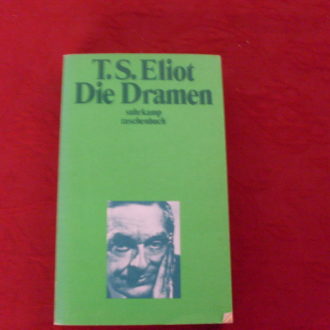 T. S. Eliot
Die Dramen
suhrkamp
taschenbuch